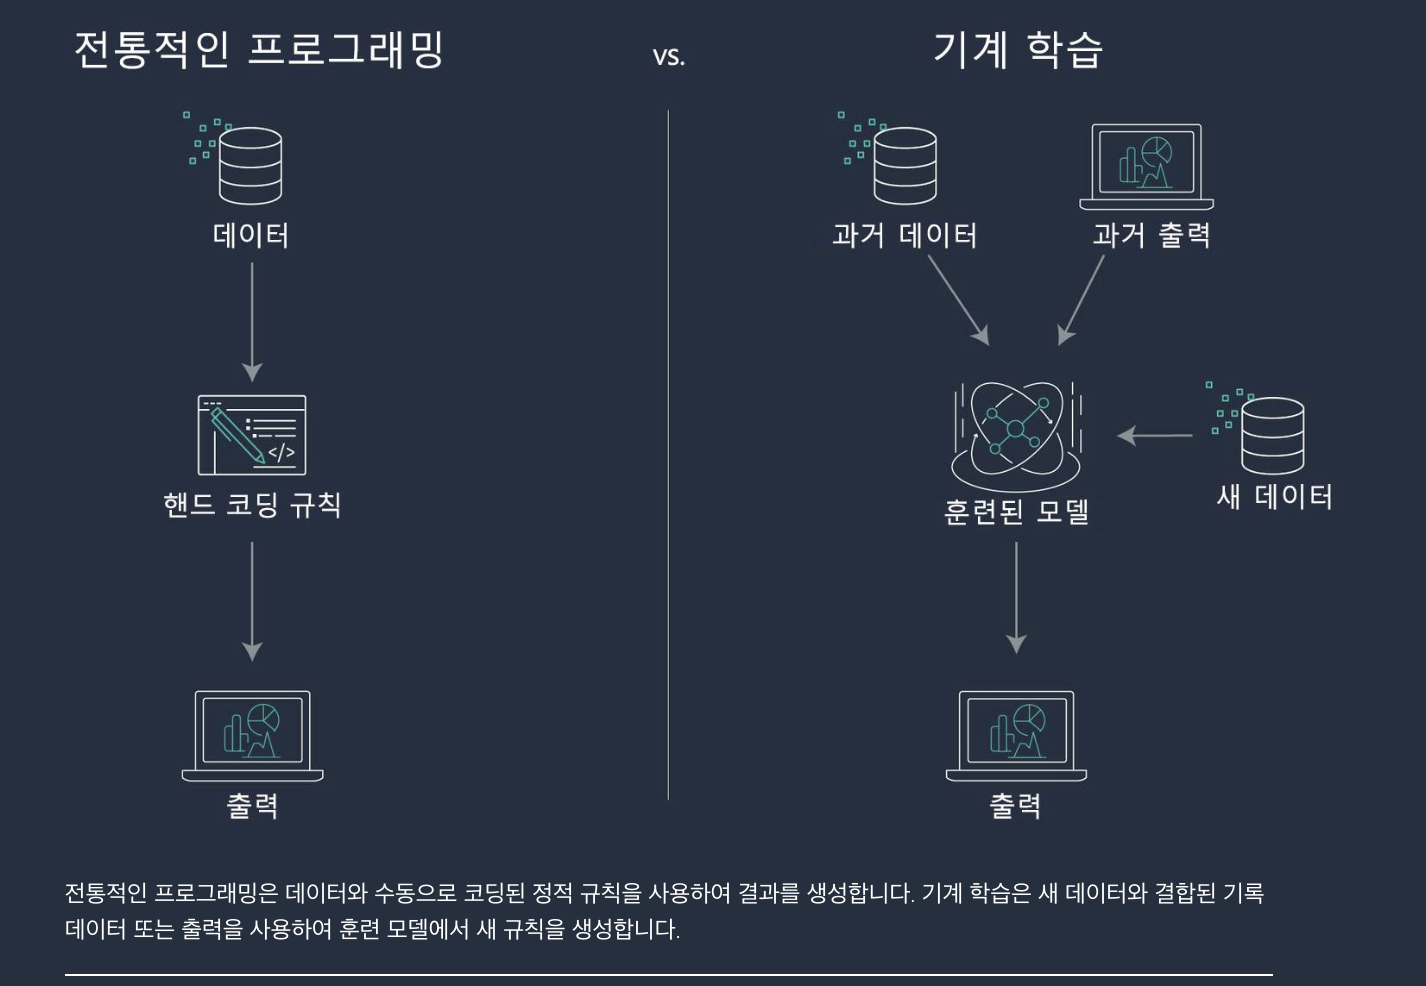 전통적인 프로그래밍
vs.
기계 학습
데이터
핸드 코딩 규칙
</>
출력
과거 데이터
과거 출력
훈련된 모델
새 데이터
출력
전통적인 프로그래밍은 데이터와 수동으로 코딩된 정적 규칙을 사용하여 결과를 생성합니다. 기계 학습은 새 데이터와 결합된 기록
데이터 또는 출력을 사용하여 훈련 모델에서 새 규칙을 생성합니다.